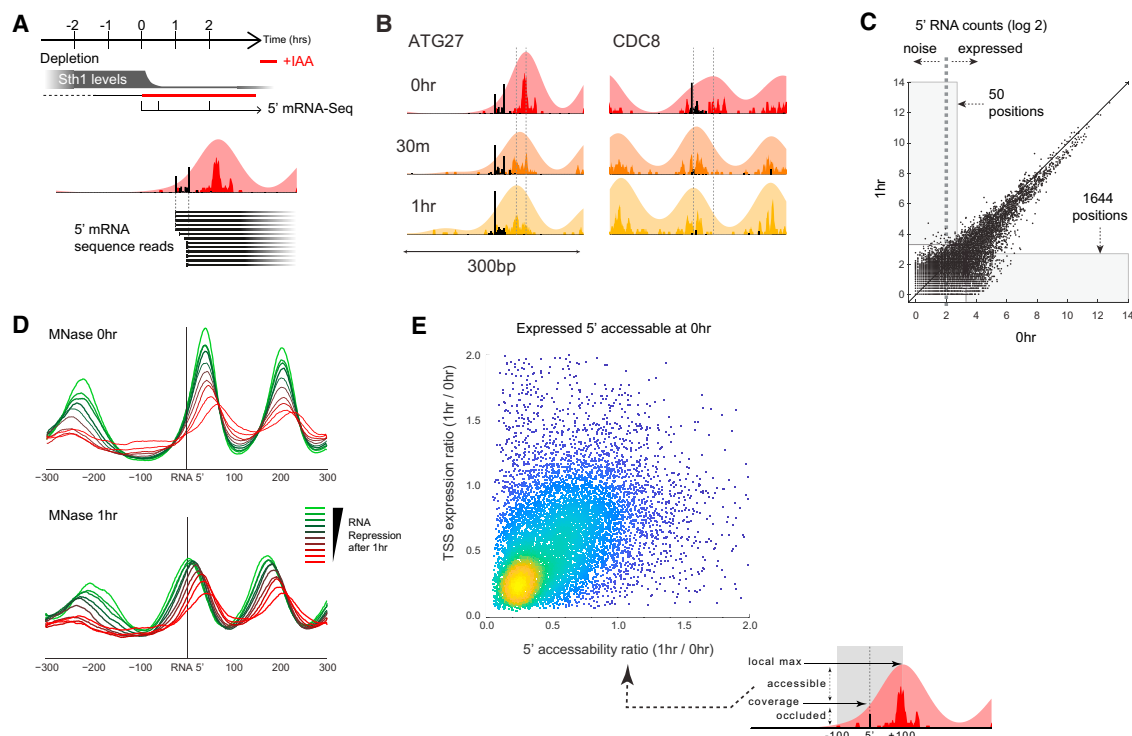 A
-2 -1 0 1 2
Time (hrs)
Depletion
+IAA
Sth1 levels
5' mRNA-Seq
5' mRNA
sequence reads
B
ATG27
CDC8
0hr
30m
1hr
300bp
C
5' RNA counts (log 2)
noise
expressed
50
positions
1644
positions
14
12
10
8
6
4
2
0
1hr
0 2 4 6 8 10 12 14
0hr
D
MNase 0hr
−300 −200 −100 RNA 5' 100 200 300
MNase 1hr
RNA
Repression
after 1hr
−300 −200 −100 RNA 5' 100 200 300
E
Expressed 5' accessable at 0hr
TSS expression ratio (1hr / 0hr)
2.0
1.5
1.0
0.5
0.0
0.0 0.5 1.0 1.5 2.0
5' accessability ratio (1hr / 0hr)
local max
accessible
coverage
occluded
-100 5' +100